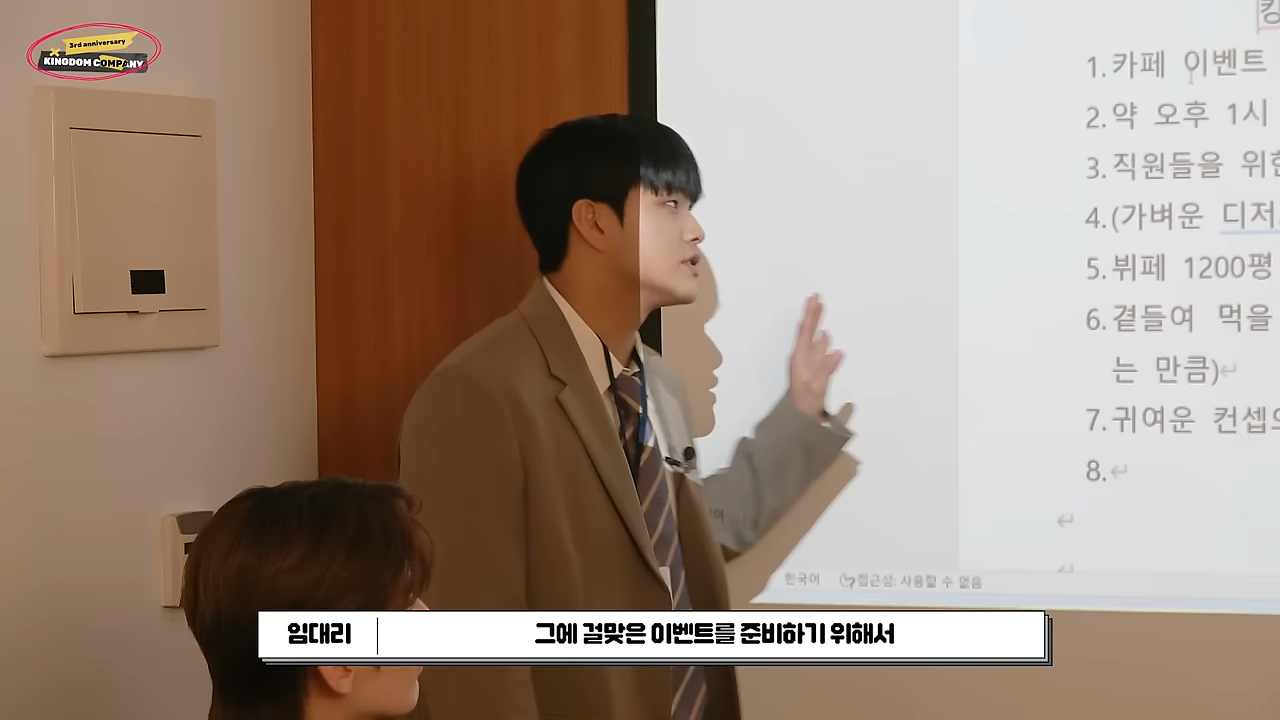 3rd anniversary
KINGDOM COMPANY
1.카페 이벤트
2.약 오후 1시
3.직원들을 위한
4.(가벼운 디저
5.뷔페 1200평
6.곁들여 먹을
는 만큼)
7.귀여운 컨셉으
8.
한국어 접근성: 사용할 수 없음
임대리 그에 걸맞은 이벤트를 준비하기 위해서